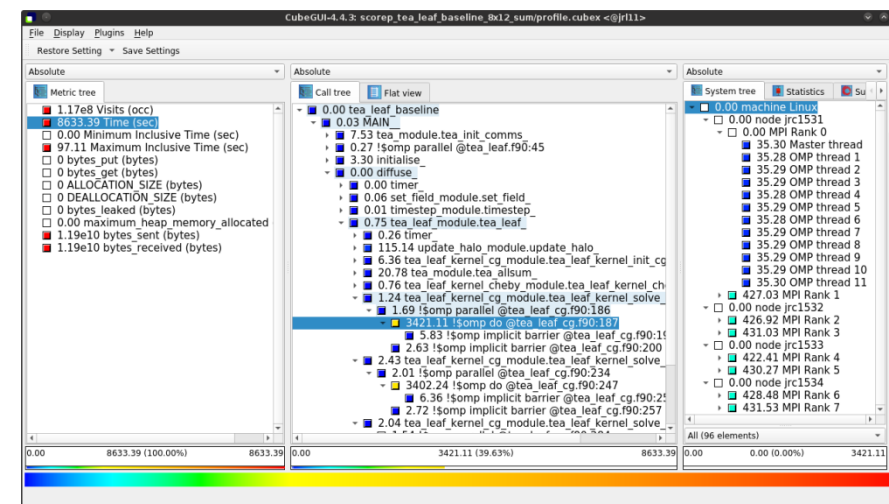 CubeGUI-4.4.3: scorep_tea_leaf_baseline_8x12_sum/profile.cubex <@jrl11>
File Display Plugins Help
Restore Setting Save Settings
Absolute
Metric tree
1.17e8 Visits (occ)
8633.39 Time (sec)
0.00 Minimum Inclusive Time (sec)
97.11 Maximum Inclusive Time (sec)
0 bytes_put (bytes)
0 bytes_get (bytes)
0 ALLOCATION_SIZE (bytes)
0 DEALLOCATION_SIZE (bytes)
0 bytes_leaked (bytes)
0.00 maximum_heap_memory_allocated
1.19e10 bytes_sent (bytes)
1.19e10 bytes_received (bytes)
0.00 8633.39 (100.00%) 8633.39
Absolute
Call tree Flat view
0.00 tea_leaf_baseline
0.03 MAIN__
7.53 tea_module.tea_init_comms_
0.27 !$omp parallel @tea_leaf.f90:45
3.30 initialise_
0.00 diffuse_
0.00 timer_
0.06 set_field_module.set_field_
0.01 timestep_module.timestep_
0.75 tea_leaf_module.tea_leaf_
0.26 timer_
115.14 update_halo_module.update_halo_
6.36 tea_leaf_kernel_cg_module.tea_leaf_kernel_init_cg
20.78 tea_module.tea_allsum_
0.76 tea_leaf_kernel_cheby_module.tea_leaf_kernel_ch
1.24 tea_leaf_kernel_cg_module.tea_leaf_kernel_solve_
1.69 !$omp parallel @tea_leaf_cg.f90:186
3421.11 !$omp do @tea_leaf_cg.f90:187
5.83 !$omp implicit barrier @tea_leaf_cg.f90:19
2.63 !$omp implicit barrier @tea_leaf_cg.f90:200
2.43 tea_leaf_kernel_cg_module.tea_leaf_kernel_solve_
2.01 !$omp parallel @tea_leaf_cg.f90:234
3402.24 !$omp do @tea_leaf_cg.f90:247
6.36 !$omp implicit barrier @tea_leaf_cg.f90:25
2.72 !$omp implicit barrier @tea_leaf_cg.f90:257
2.04 tea_leaf_kernel_cg_module.tea_leaf_kernel_solve_
0.00 3421.11 (39.63%) 8633.39
Absolute
System tree Statistics Su
0.00 machine Linux
0.00 node jrc1531
0.00 MPI Rank 0
35.30 Master thread
35.28 OMP thread 1
35.29 OMP thread 2
35.29 OMP thread 3
35.28 OMP thread 4
35.29 OMP thread 5
35.28 OMP thread 6
35.29 OMP thread 7
35.29 OMP thread 8
35.29 OMP thread 9
35.29 OMP thread 10
35.30 OMP thread 11
427.03 MPI Rank 1
0.00 node jrc1532
426.92 MPI Rank 2
431.03 MPI Rank 3
0.00 node jrc1533
422.41 MPI Rank 4
430.27 MPI Rank 5
0.00 node jrc1534
428.48 MPI Rank 6
431.53 MPI Rank 7
All (96 elements)
0.00 0.00 (0.00%) 3421.11